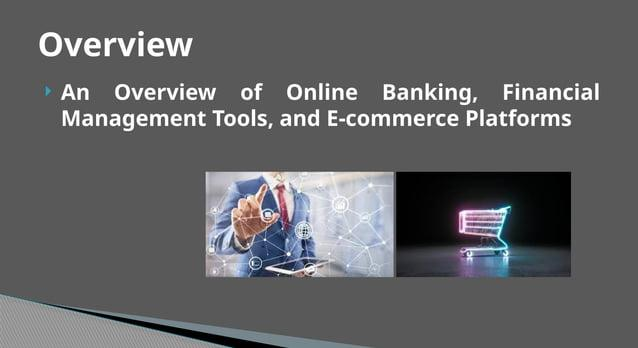 Overview
An Overview of Online Banking, Financial
Management Tools, and E-commerce Platforms